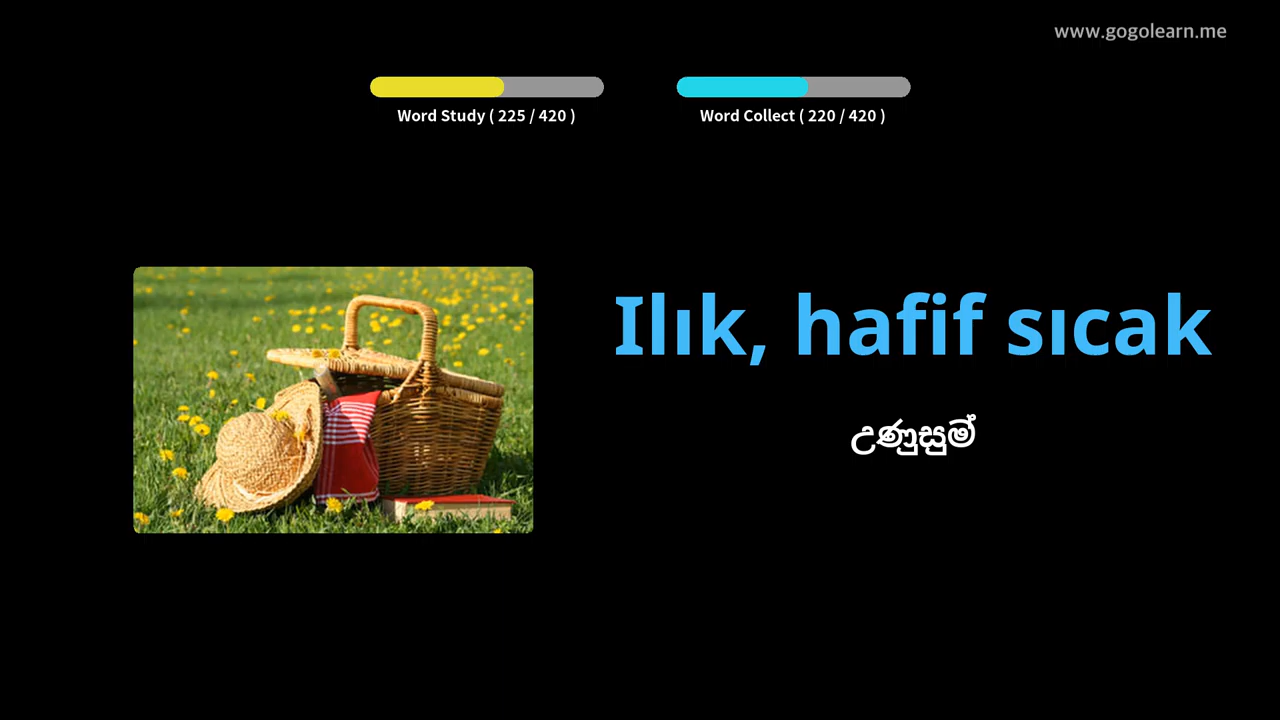 www.gogolearn.me
Word Study ( 225 / 420 )
Word Collect ( 220 / 420 )
Ilık, hafif sıcak
උණුසුම්